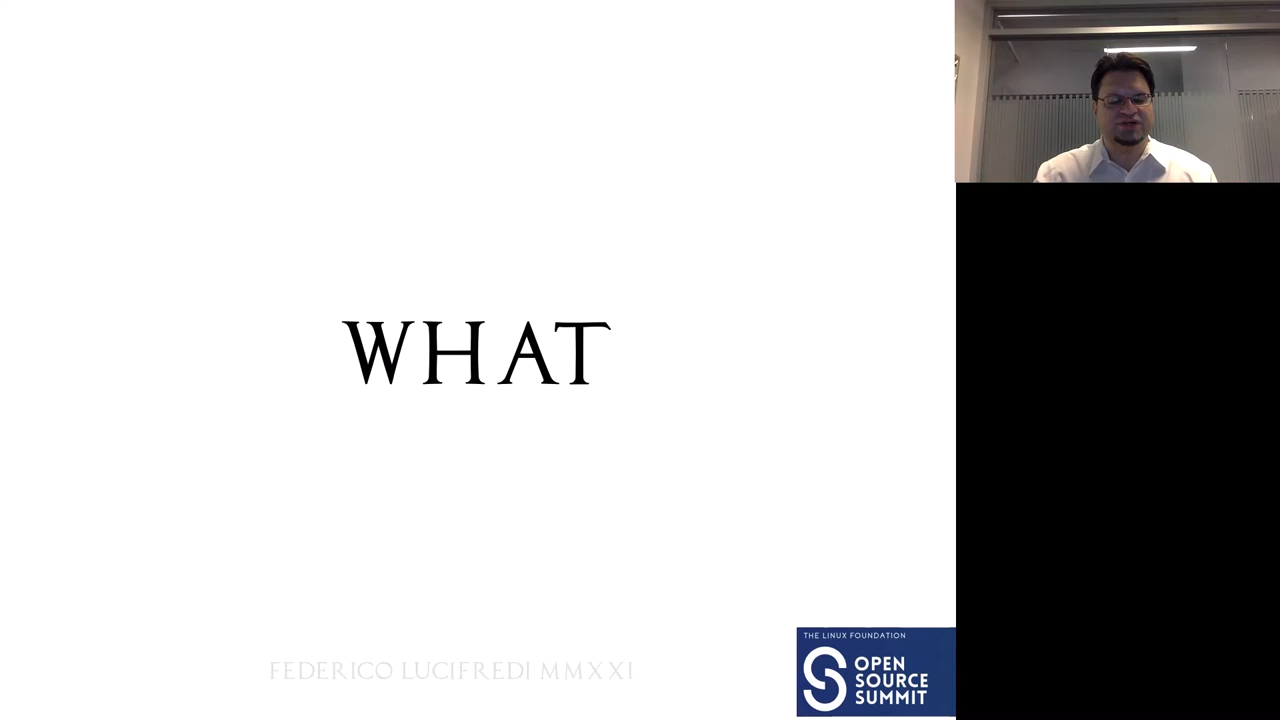 WHAT
FEDERICO LUCIFREDI MMXXI
THE LINUX FOUNDATION
OPEN
SOURCE
SUMMIT